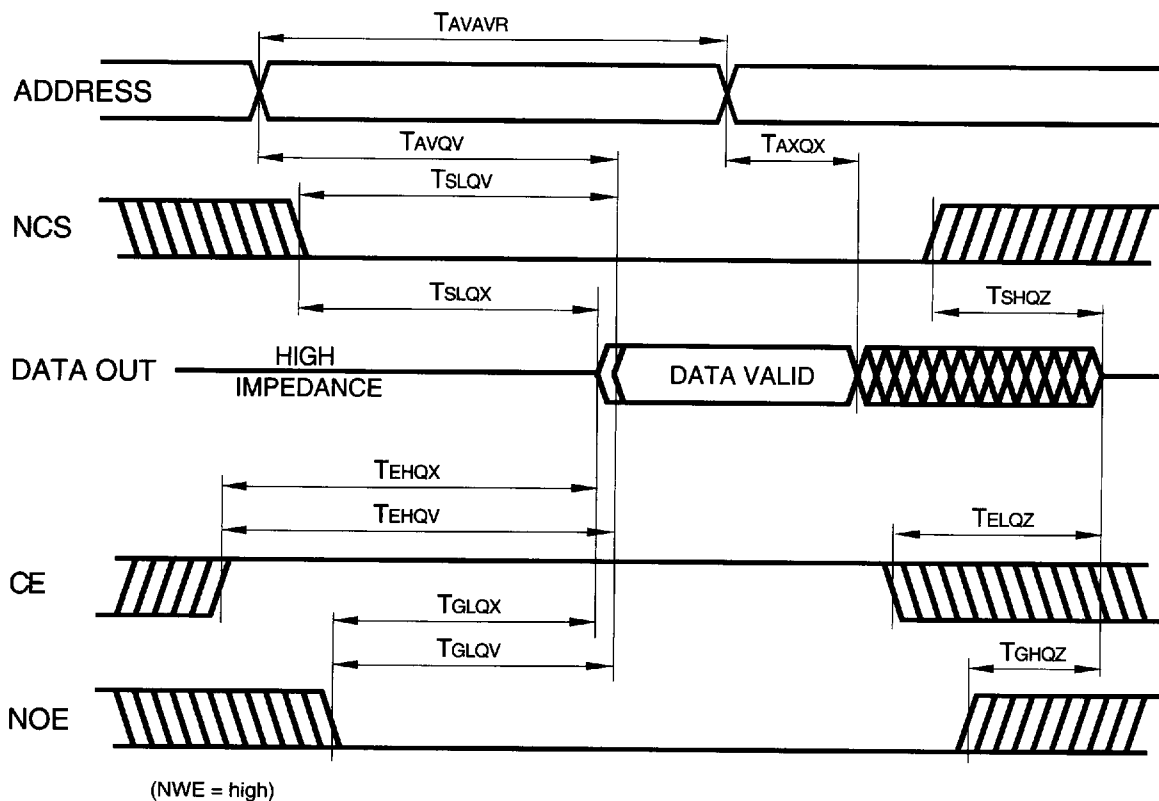 TAVAVR
ADDRESS
TAVQV
TAXQX
TSLQV
NCS
TSLQX
TSHQZ
DATA OUT
HIGH
IMPEDANCE
DATA VALID
TEHQX
TEHQV
TELQZ
CE
TGLQX
TGLQV
TGHQZ
NOE
(NWE = high)